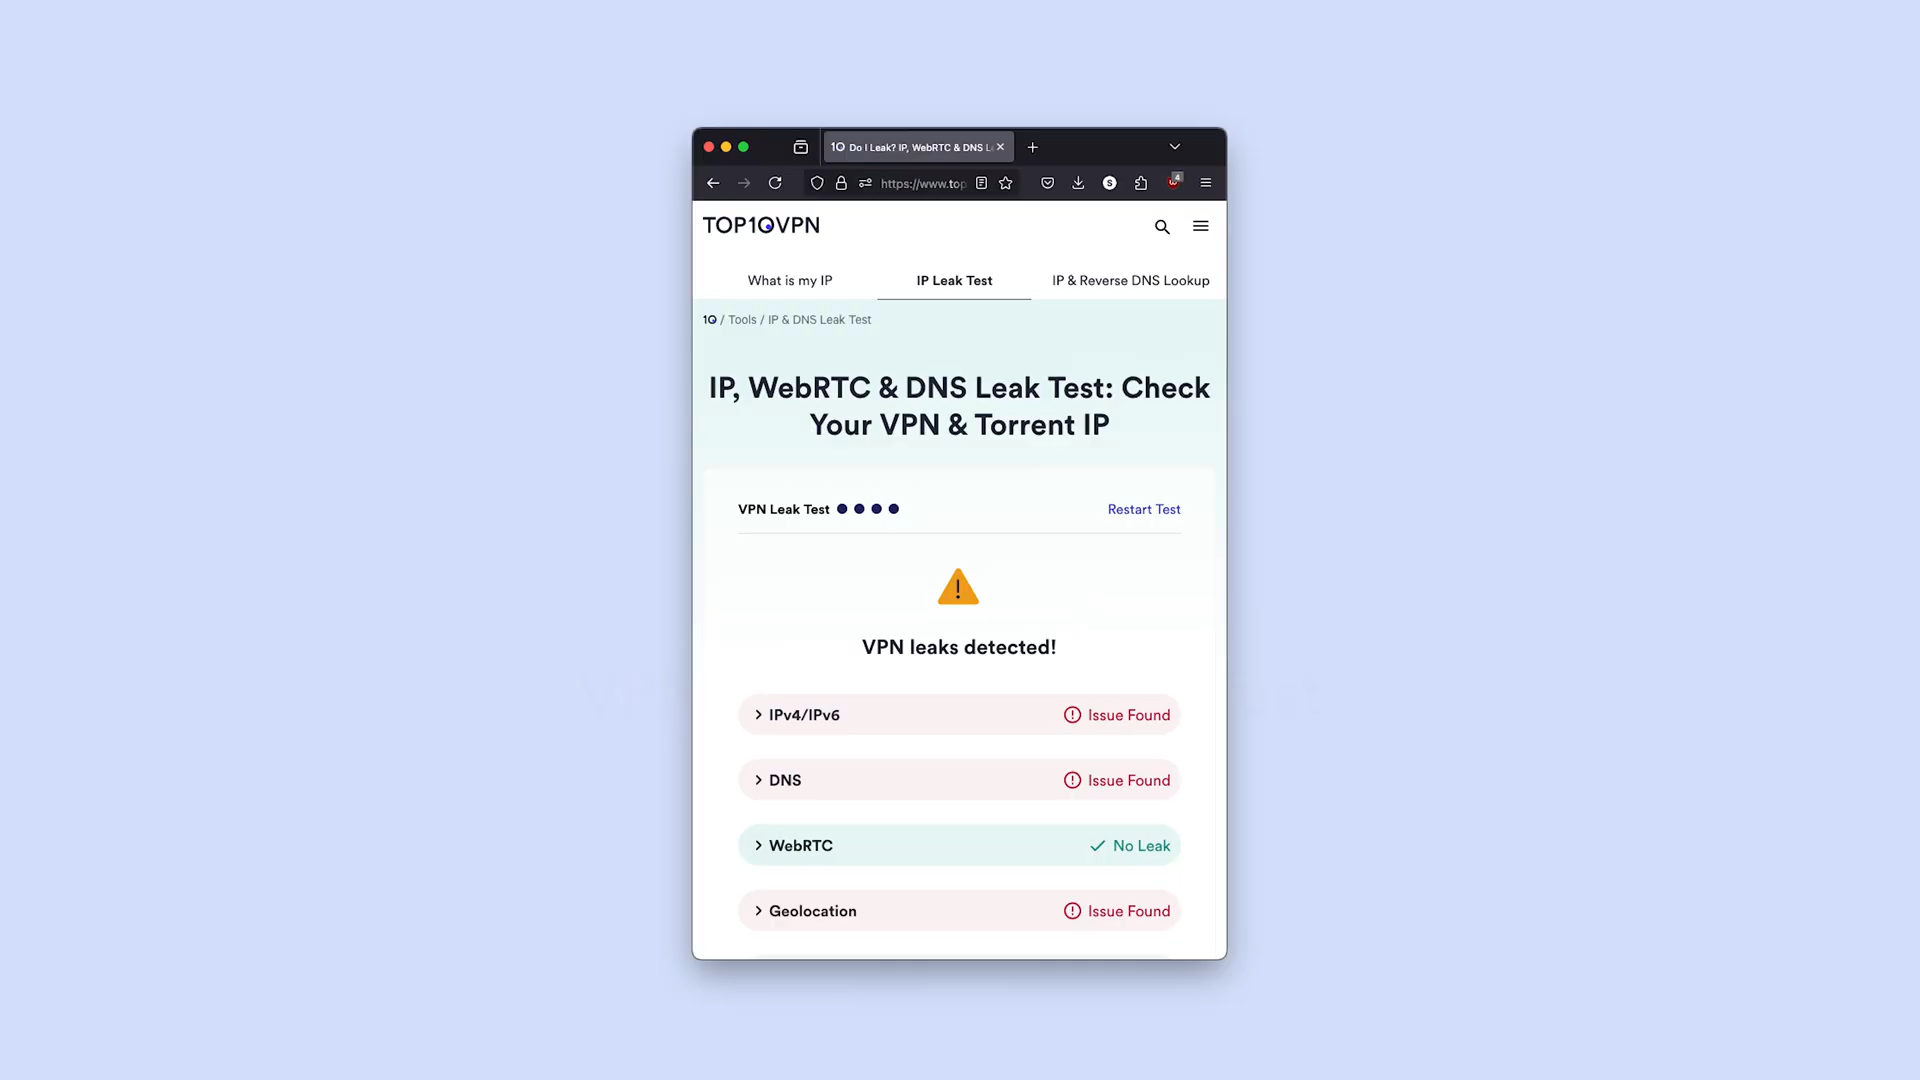 1O Do I Leak? IP, WebRTC & DNS L
https://www.top
S
4
TOP1OVPN
What is my IP
IP Leak Test
IP & Reverse DNS Lookup
1O / Tools / IP & DNS Leak Test
IP, WebRTC & DNS Leak Test: Check
Your VPN & Torrent IP
VPN Leak Test
Restart Test
VPN leaks detected!
IPv4/IPv6
Issue Found
DNS
Issue Found
WebRTC
No Leak
Geolocation
Issue Found